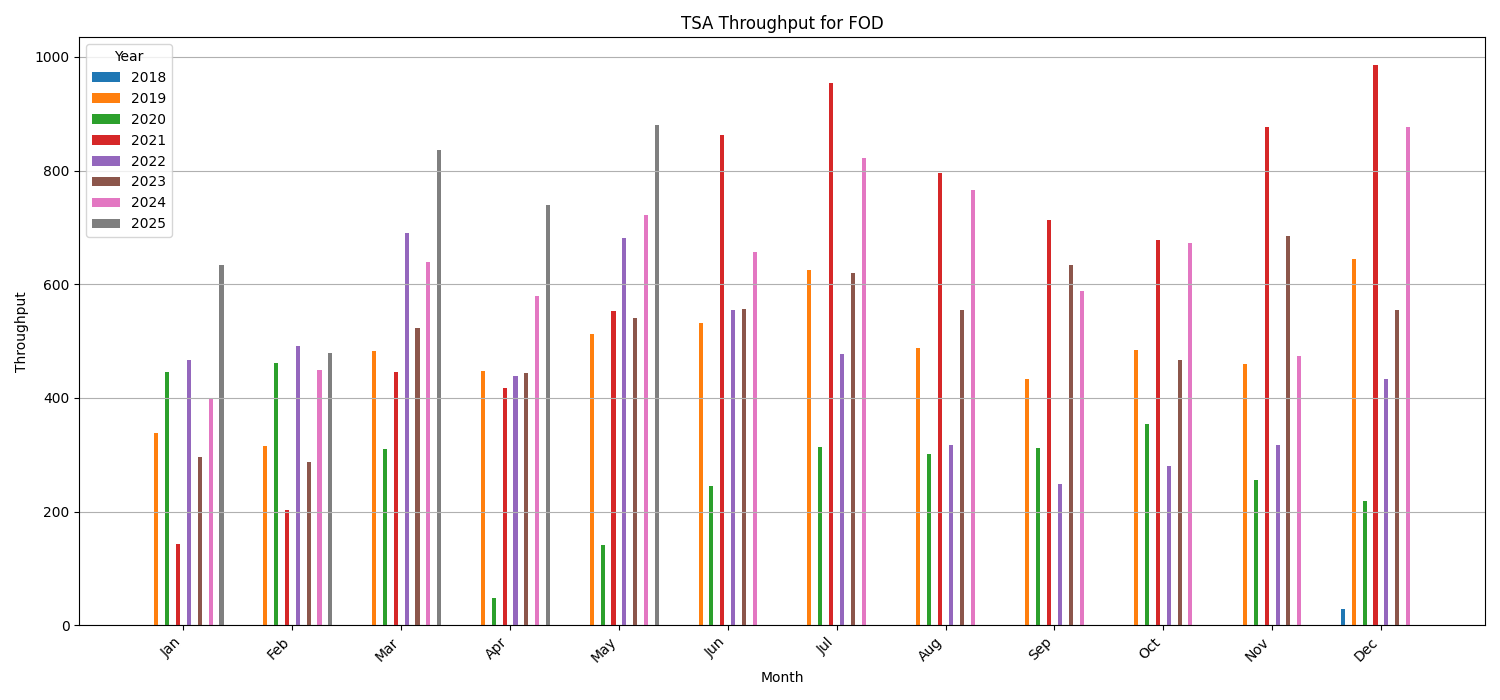 TSA Throughput for FOD
Year
2018
2019
2020
2021
2022
2023
2024
2025
Throughput
1000
800
600
400
200
0
Jan
Feb
Mar
Apr
May
Jun
Jul
Aug
Sep
Oct
Nov
Dec
Month